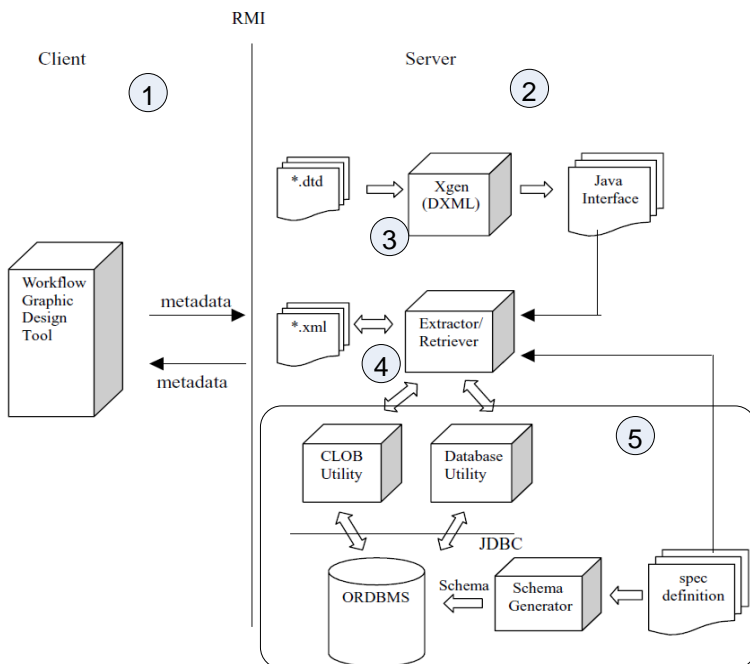 RMI
Client
Server
1
2
*.dtd
Xgen
(DXML)
Java
Interface
3
Workflow
Graphic
Design
Tool
metadata
metadata
*.xml
Extractor/
Retriever
4
5
CLOB
Utility
Database
Utility
JDBC
ORDBMS
Schema
Schema
Generator
spec
definition